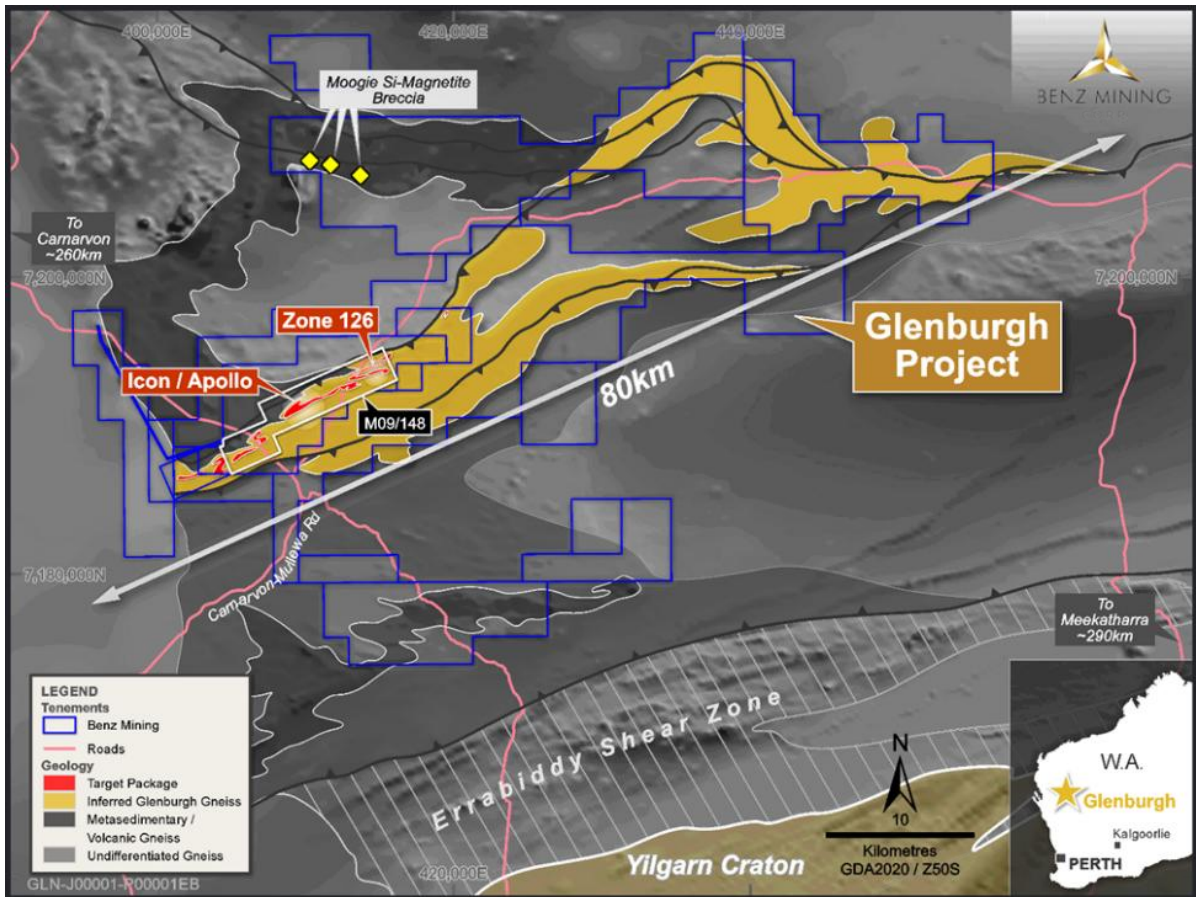 400,000E
420,000E
440,000E
Moogie Si-Magnetite
Breccia
BENZ MINING
To
Carnarvon
~260km
7,200,000N
7,200,000N
Zone 126
Icon / Apollo
M09/148
Glenburgh
Project
80km
7,180,000N
Carnarvon-Mullewa Rd
To
Meekatharra
~290km
Errabiddy Shear Zone
LEGEND
Tenements
Benz Mining
Roads
Geology
Target Package
Inferred Glenburgh Gneiss
Metasedimentary /
Volcanic Gneiss
Undifferentiated Gneiss
GLN-J00001-P00001EB
420,000E
Yilgarn Craton
N
10
Kilometres
GDA2020 / Z50S
W.A.
Glenburgh
Kalgoorlie
PERTH